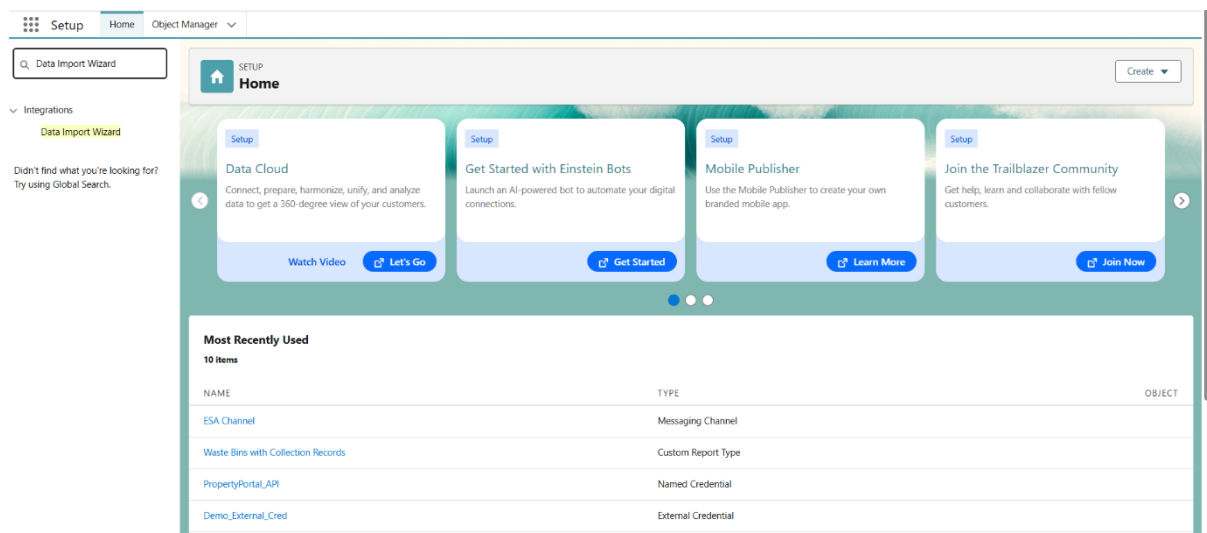 Setup
Home
Object Manager
Data Import Wizard
Integrations
Data Import Wizard
Didn't find what you're looking for?
Try using Global Search.
SETUP
Home
Create
Setup
Data Cloud
Connect, prepare, harmonize, unify, and analyze
data to get a 360-degree view of your customers.
Watch Video
Let's Go
Setup
Get Started with Einstein Bots
Launch an AI-powered bot to automate your digital
connections.
Get Started
Setup
Mobile Publisher
Use the Mobile Publisher to create your own
branded mobile app.
Learn More
Setup
Join the Trailblazer Community
Get help, learn and collaborate with fellow
customers.
Join Now
Most Recently Used
10 items
NAME TYPE OBJECT
ESA Channel Messaging Channel
Waste Bins with Collection Records Custom Report Type
PropertyPortal_API Named Credential
Demo_External_Cred External Credential